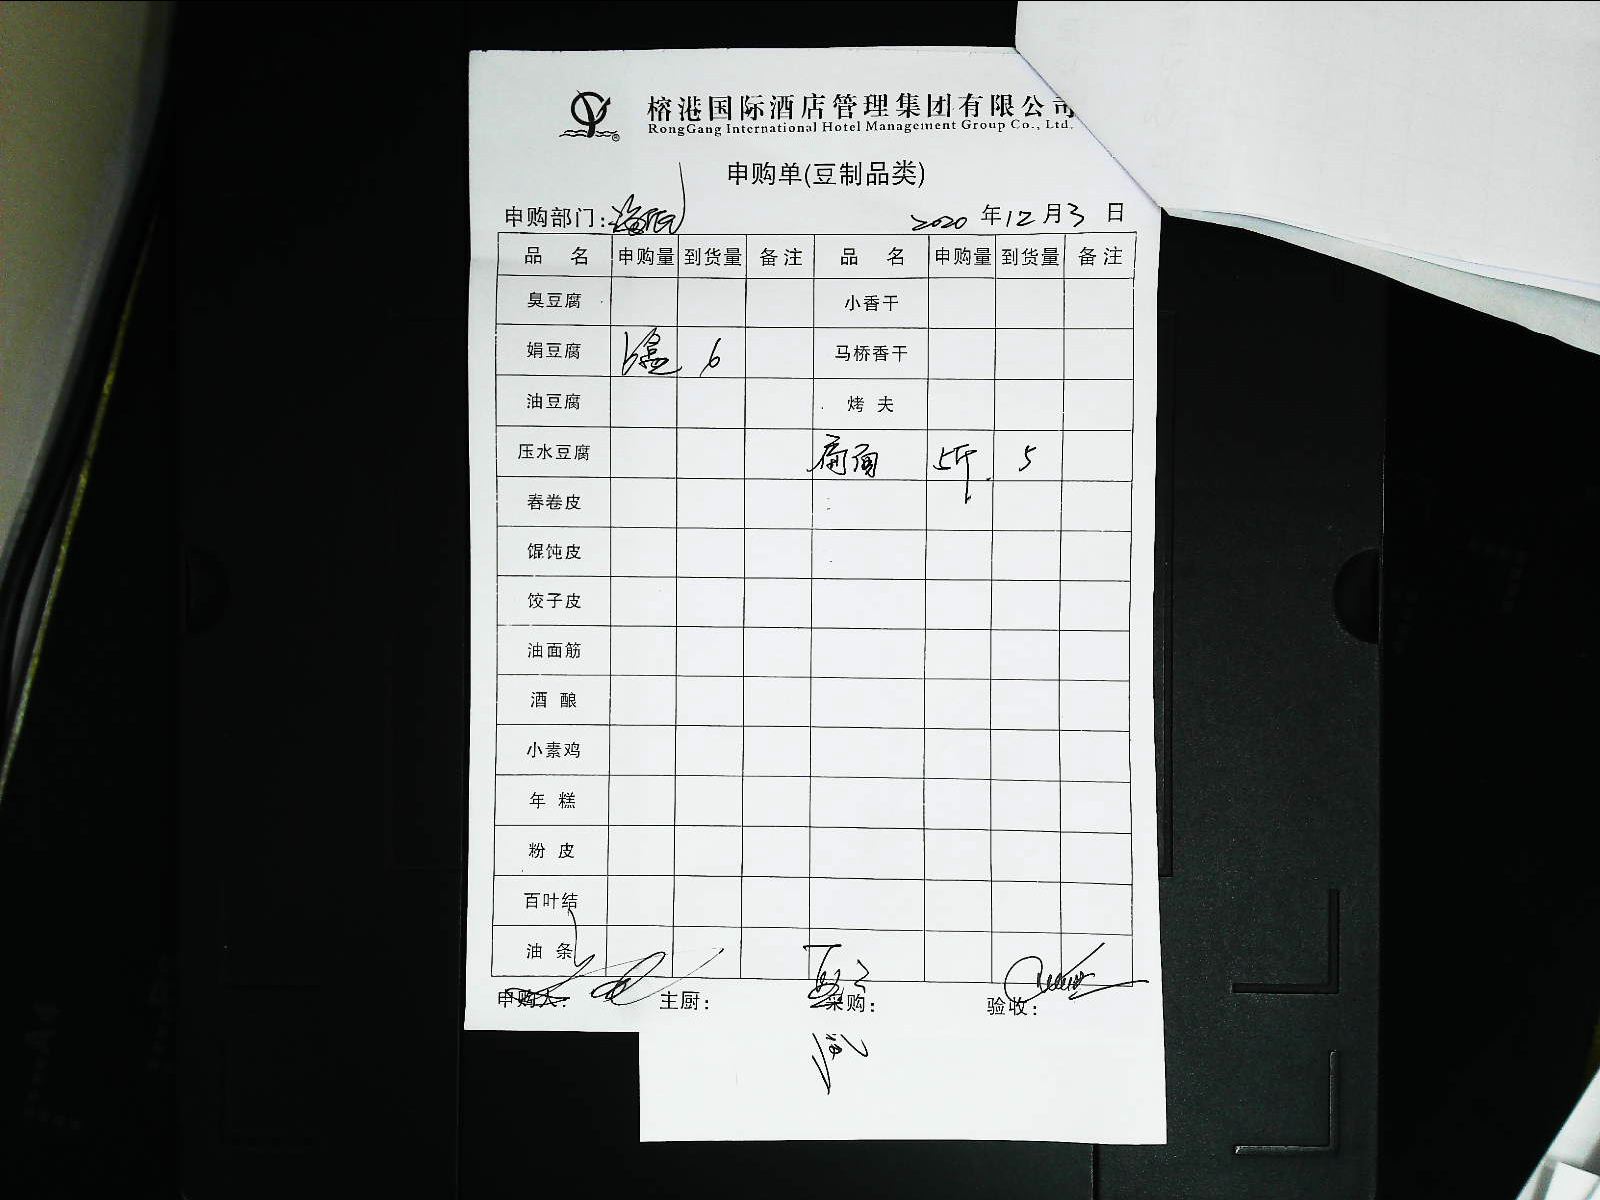 榕港国际酒店管理集团有限公司
RongGang International Hotel Management Group Co., Ltd.
申购单(豆制品类)
申购部门: 2020 年 12 月 3 日
品 名 申购量 到货量 备注 品 名 申购量 到货量 备注
臭豆腐 小香干
娟豆腐 6盒 6 马桥香干
油豆腐 烤夫
压水豆腐 扁面 5斤 5
春卷皮
馄饨皮
饺子皮
油面筋
酒酿
小素鸡
年糕
粉皮
百叶结
油条
申购人: 主厨: 采购: 验收: